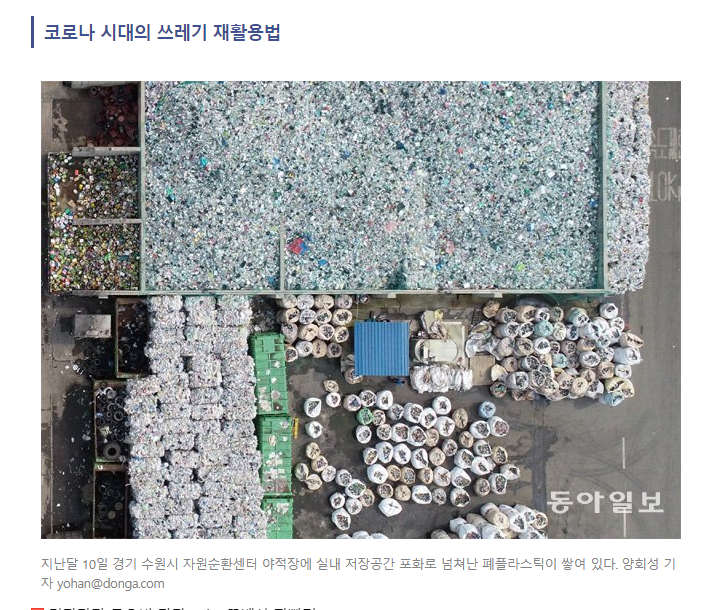 코로나 시대의 쓰레기 재활용법
동아일보
지난달 10일 경기 수원시 자원순환센터 야적장에 실내 저장공간 포화로 넘쳐난 폐플라스틱이 쌓여 있다. 양회성 기
자 yohan@donga.com